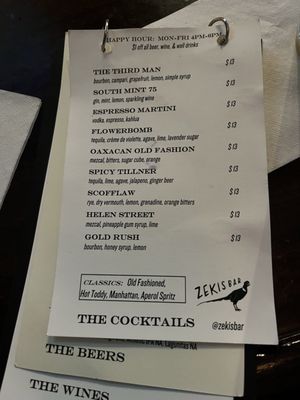 HAPPY HOUR: MON-FRI 4PM-6PM
$1 off all beer, wine, & well drinks
THE THIRD MAN $13
bourbon, campari, grapefruit, lemon, simple syrup
SOUTH MINT 75 $13
gin, mint, lemon, sparkling wine
ESPRESSO MARTINI $13
vodka, espresso, kahlua
FLOWERBOMB $13
tequila, crème de violette, agave, lime, lavender sugar
OAXACAN OLD FASHION $13
mezcal, bitters, sugar cube, orange
SPICY TILLNER $13
tequila, lime, agave, jalapeno, ginger beer
SCOFFLAW $13
rye, dry vermouth, lemon, grenadine, orange bitters
HELEN STREET $13
mezcal, pineapple gum syrup, lime
GOLD RUSH $13
bourbon, honey syrup, lemon
CLASSICS: Old Fashioned,
Hot Toddy, Manhattan, Aperol Spritz
ZEKIS BAR
THE COCKTAILS
@zekisbar
IPA NA, Lagunitas NA
THE BEERS
THE WINES